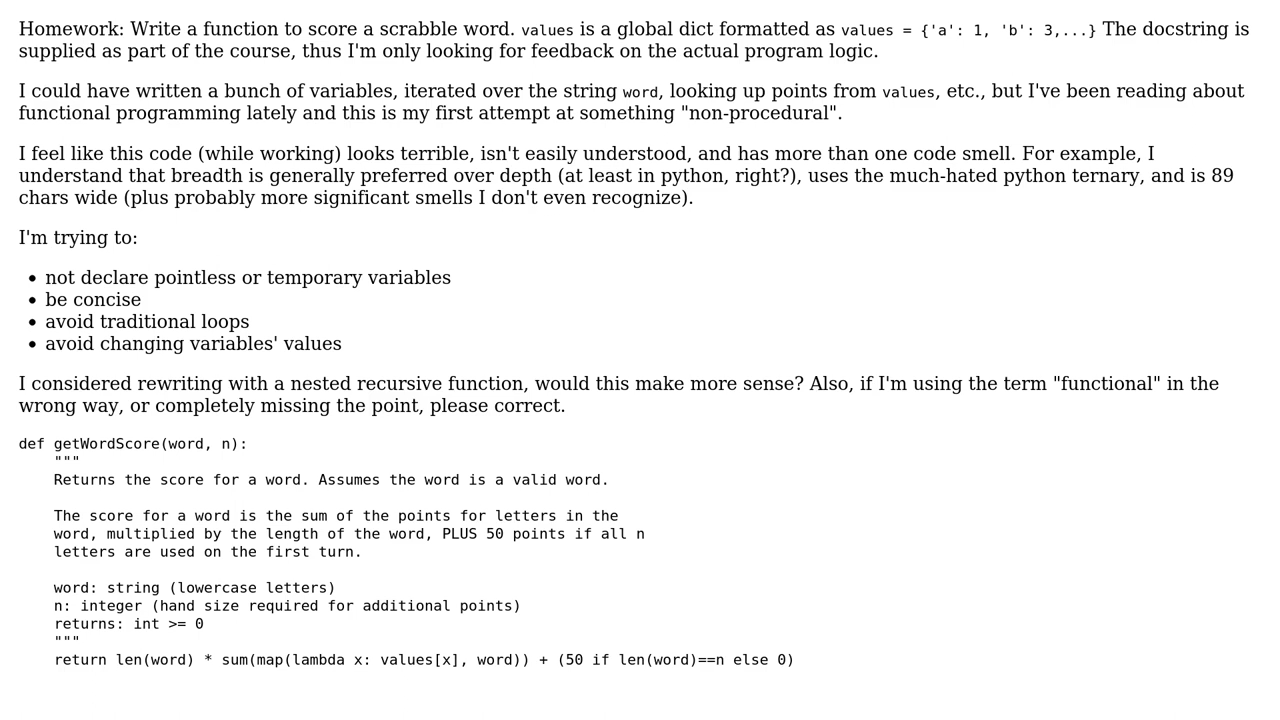 Homework: Write a function to score a scrabble word. values is a global dict formatted as values = {'a': 1, 'b': 3,...} The docstring is
supplied as part of the course, thus I'm only looking for feedback on the actual program logic.
I could have written a bunch of variables, iterated over the string word, looking up points from values, etc., but I've been reading about
functional programming lately and this is my first attempt at something "non-procedural".
I feel like this code (while working) looks terrible, isn't easily understood, and has more than one code smell. For example, I
understand that breadth is generally preferred over depth (at least in python, right?), uses the much-hated python ternary, and is 89
chars wide (plus probably more significant smells I don't even recognize).
I'm trying to:
• not declare pointless or temporary variables
• be concise
• avoid traditional loops
• avoid changing variables' values
I considered rewriting with a nested recursive function, would this make more sense? Also, if I'm using the term "functional" in the
wrong way, or completely missing the point, please correct.
def getWordScore(word, n):
    """
    Returns the score for a word. Assumes the word is a valid word.
    The score for a word is the sum of the points for letters in the
    word, multiplied by the length of the word, PLUS 50 points if all n
    letters are used on the first turn.
    word: string (lowercase letters)
    n: integer (hand size required for additional points)
    returns: int >= 0
    """
    return len(word) * sum(map(lambda x: values[x], word)) + (50 if len(word)==n else 0)